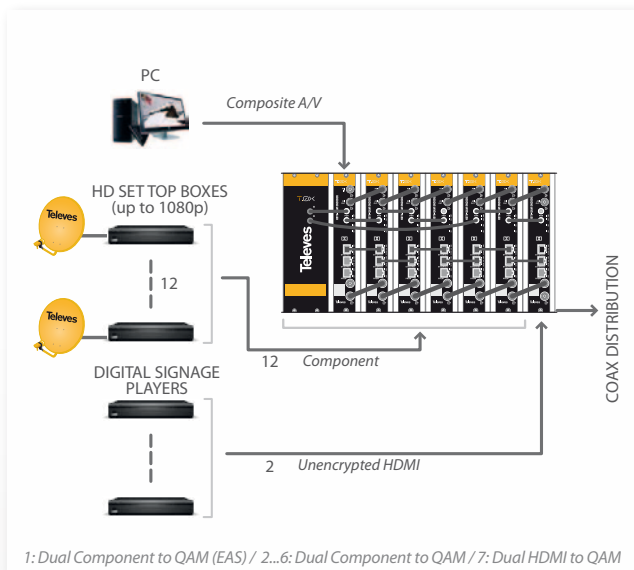 PC
Composite A/V
HD SET TOP BOXES
(up to 1080p)
Televes
12
Televes
Televes
12 Component
DIGITAL SIGNAGE
PLAYERS
2 Unencrypted HDMI
COAX DISTRIBUTION
1: Dual Component to QAM (EAS) / 2...6: Dual Component to QAM / 7: Dual HDMI to QAM